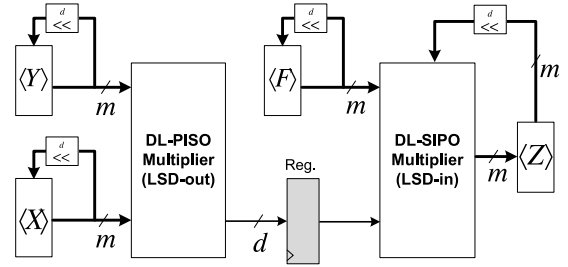 d
<<
⟨Y⟩
m
d
<<
⟨X⟩
m
DL-PISO
Multiplier
(LSD-out)
d
Reg.
d
<<
⟨F⟩
m
DL-SIPO
Multiplier
(LSD-in)
d
<<
m
m
⟨Z⟩